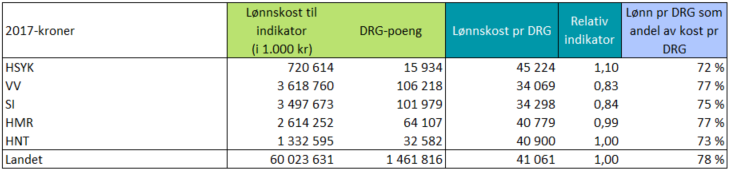 2017-kroner Lønnskost til indikator (i 1.000 kr) DRG-poeng Lønnskost pr DRG Relativ indikator Lønn pr DRG som andel av kost pr DRG
HSYK 720 614 15 934 45 224 1,10 72 %
VV 3 618 760 106 218 34 069 0,83 77 %
SI 3 497 673 101 979 34 298 0,84 75 %
HMR 2 614 252 64 107 40 779 0,99 77 %
HNT 1 332 595 32 582 40 900 1,00 73 %
Landet 60 023 631 1 461 816 41 061 1,00 78 %